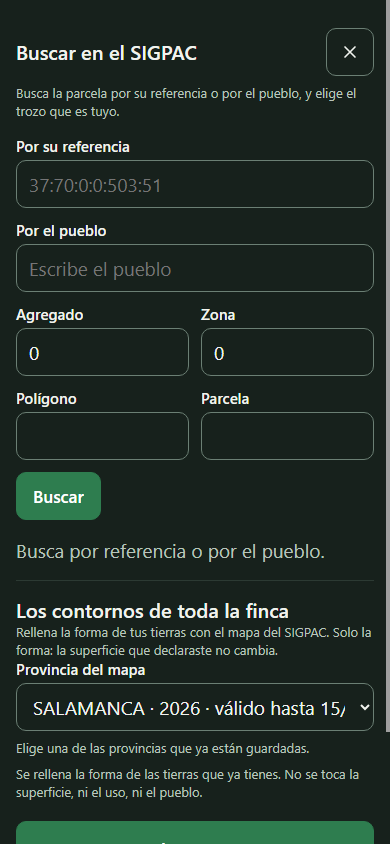 Buscar en el SIGPAC
Busca la parcela por su referencia o por el pueblo, y elige el
trozo que es tuyo.
Por su referencia
37:70:0:0:503:51
Por el pueblo
Escribe el pueblo
Agregado
Zona
0
0
Polígono
Parcela
Buscar
Busca por referencia o por el pueblo.
Los contornos de toda la finca
Rellena la forma de tus tierras con el mapa del SIGPAC. Solo la
forma: la superficie que declaraste no cambia.
Provincia del mapa
SALAMANCA · 2026 · válido hasta 15/
Elige una de las provincias que ya están guardadas.
Se rellena la forma de las tierras que ya tienes. No se toca la
superficie, ni el uso, ni el pueblo.